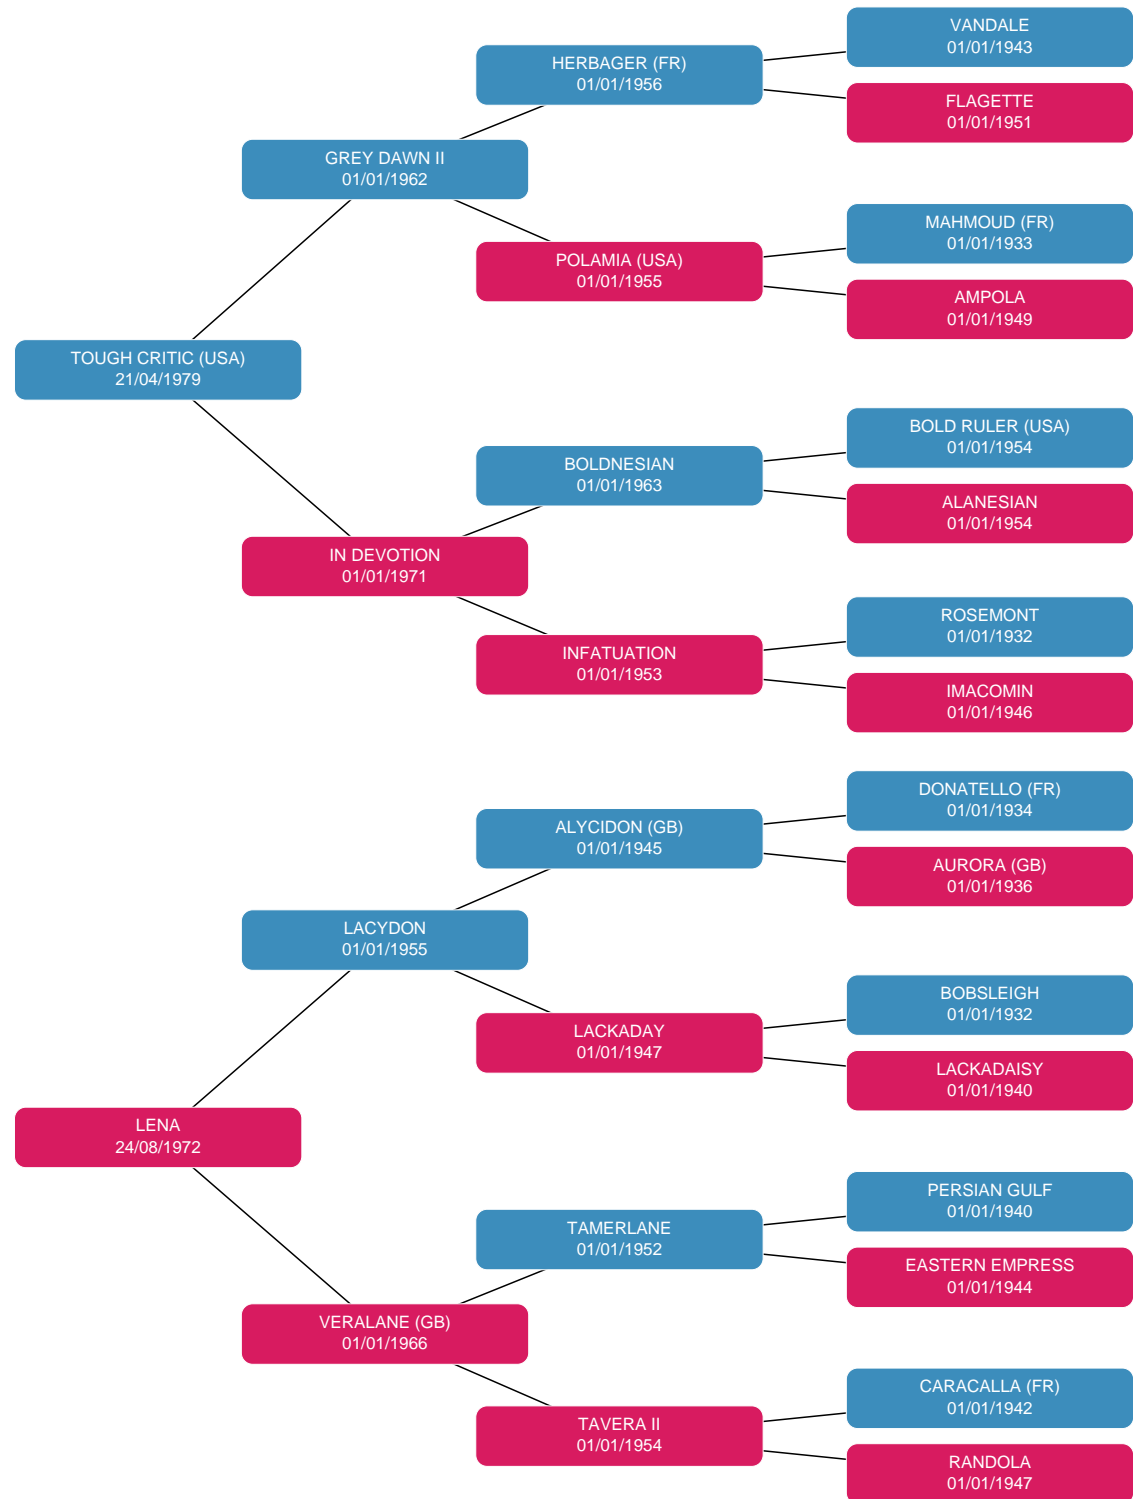 VANDALE
01/01/1943
HERBAGER (FR)
01/01/1956
FLAGETTE
01/01/1951
GREY DAWN II
01/01/1962
MAHMOUD (FR)
01/01/1933
POLAMIA (USA)
01/01/1955
AMPOLA
01/01/1949
TOUGH CRITIC (USA)
21/04/1979
BOLD RULER (USA)
01/01/1954
BOLDNESIAN
01/01/1963
ALANESIAN
01/01/1954
IN DEVOTION
01/01/1971
ROSEMONT
01/01/1932
INFATUATION
01/01/1953
IMACOMIN
01/01/1946
DONATELLO (FR)
01/01/1934
ALYCIDON (GB)
01/01/1945
AURORA (GB)
01/01/1936
LACYDON
01/01/1955
BOBSLEIGH
01/01/1932
LACKADAY
01/01/1947
LACKADAISY
01/01/1940
LENA
24/08/1972
PERSIAN GULF
01/01/1940
TAMERLANE
01/01/1952
EASTERN EMPRESS
01/01/1944
VERALANE (GB)
01/01/1966
CARACALLA (FR)
01/01/1942
TAVERA II
01/01/1954
RANDOLA
01/01/1947